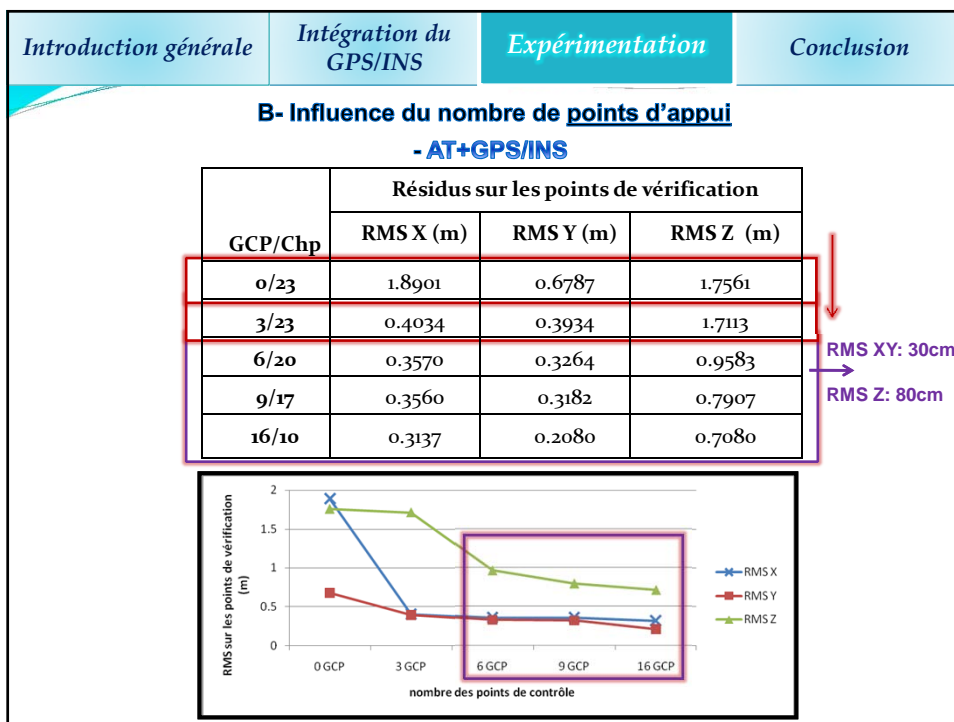 Introduction générale
Intégration du
GPS/INS
Expérimentation
Conclusion
B- Influence du nombre de points d'appui
- AT+GPS/INS
GCP/Chp
Résidus sur les points de vérification
RMS X (m) RMS Y (m) RMS Z (m)
0/23 1.8901 0.6787 1.7561
3/23 0.4034 0.3934 1.7113
6/20 0.3570 0.3264 0.9583
9/17 0.3560 0.3182 0.7907
16/10 0.3137 0.2080 0.7080
RMS XY: 30cm
RMS Z: 80cm
RMS sur les points de vérification
(m)
2
1.5
1
0.5
0
0 GCP 3 GCP 6 GCP 9 GCP 16 GCP
nombre des points de contrôle
RMS X
RMS Y
RMS Z